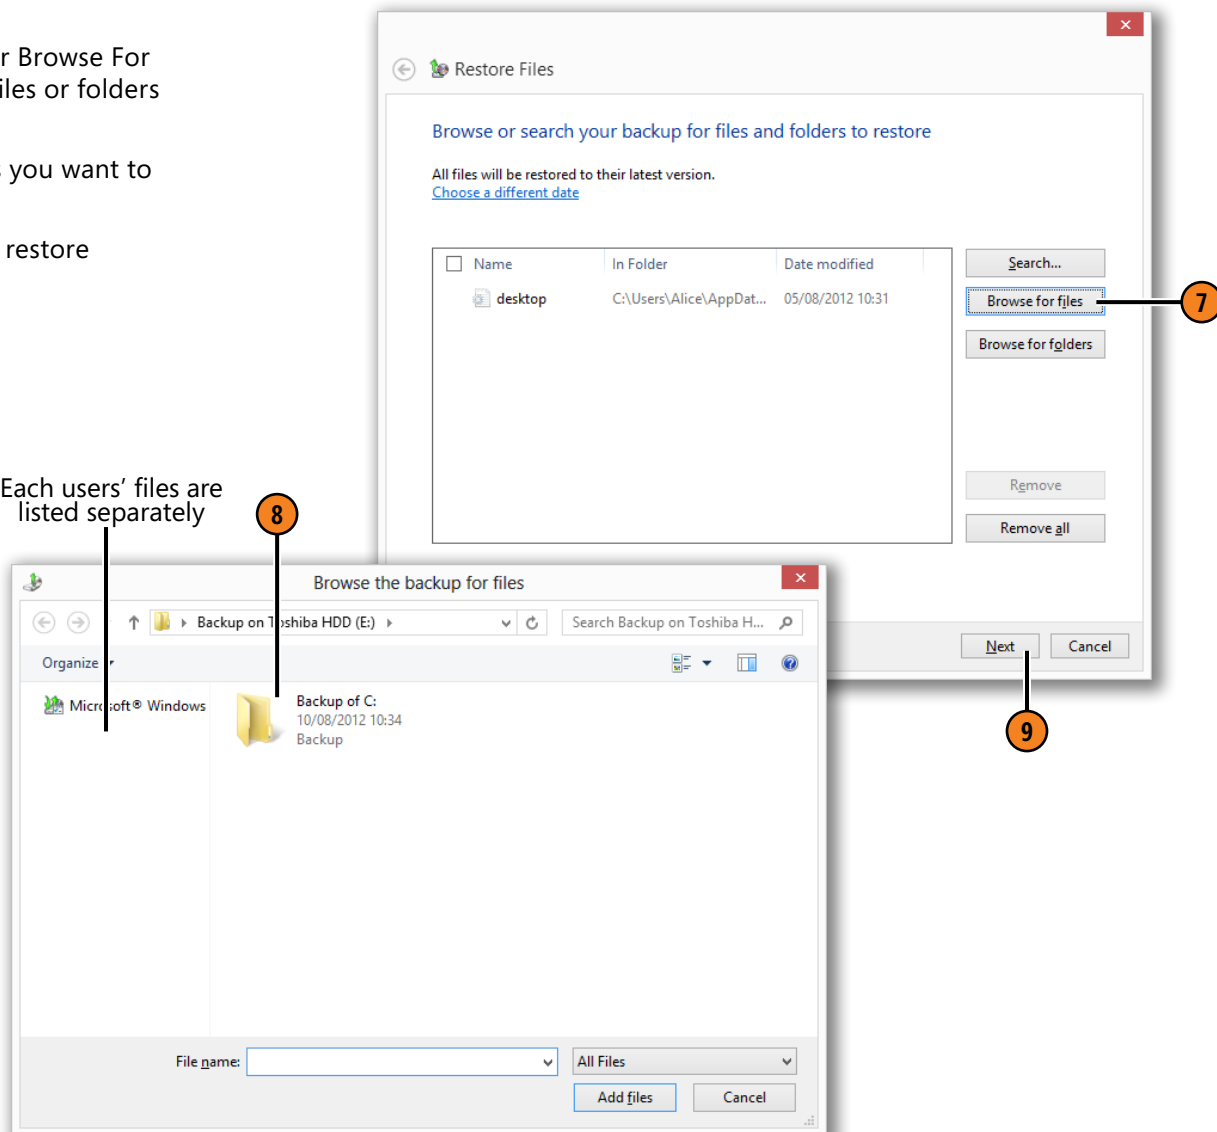 r Browse For
iles or folders
s you want to
restore
Restore Files
Browse or search your backup for files and folders to restore
All files will be restored to their latest version.
Choose a different date
Name In Folder Date modified
desktop C:\Users\Alice\AppDat... 05/08/2012 10:31
Search...
Browse for files
7
Browse for folders
Remove
Remove all
Next Cancel
9
Each users’ files are
listed separately
8
Browse the backup for files
Backup on Toshiba HDD (E:)
Search Backup on Toshiba H...
Organize
Microsoft® Windows
Backup of C:
10/08/2012 10:34
Backup
File name:
All Files
Add files Cancel